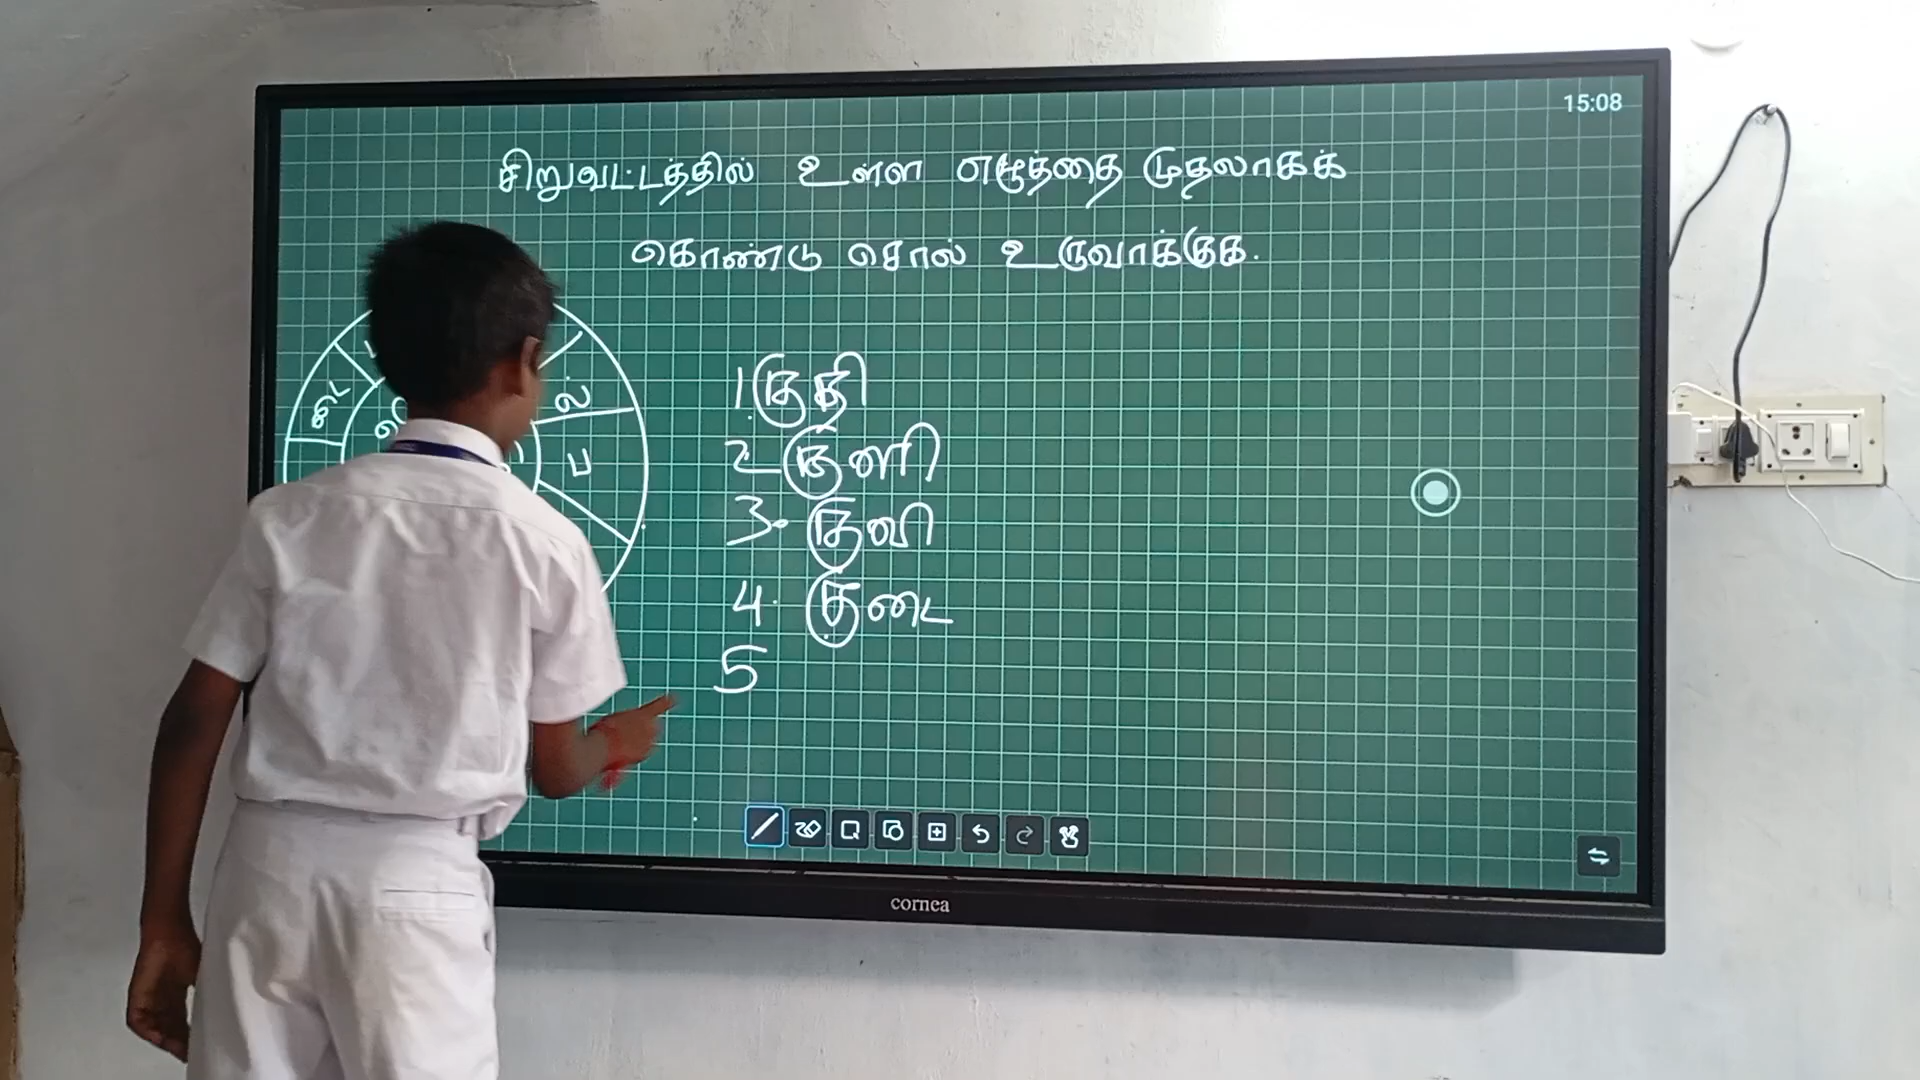 15:08
சிறுவட்டத்தில் உள்ள எழுத்தை முதலாகக்
கொண்டு சொல் உருவாக்குக.
டை
ல்
ப
1. குதி
2 குளி
3. குவி
4. குடை
5
cornea